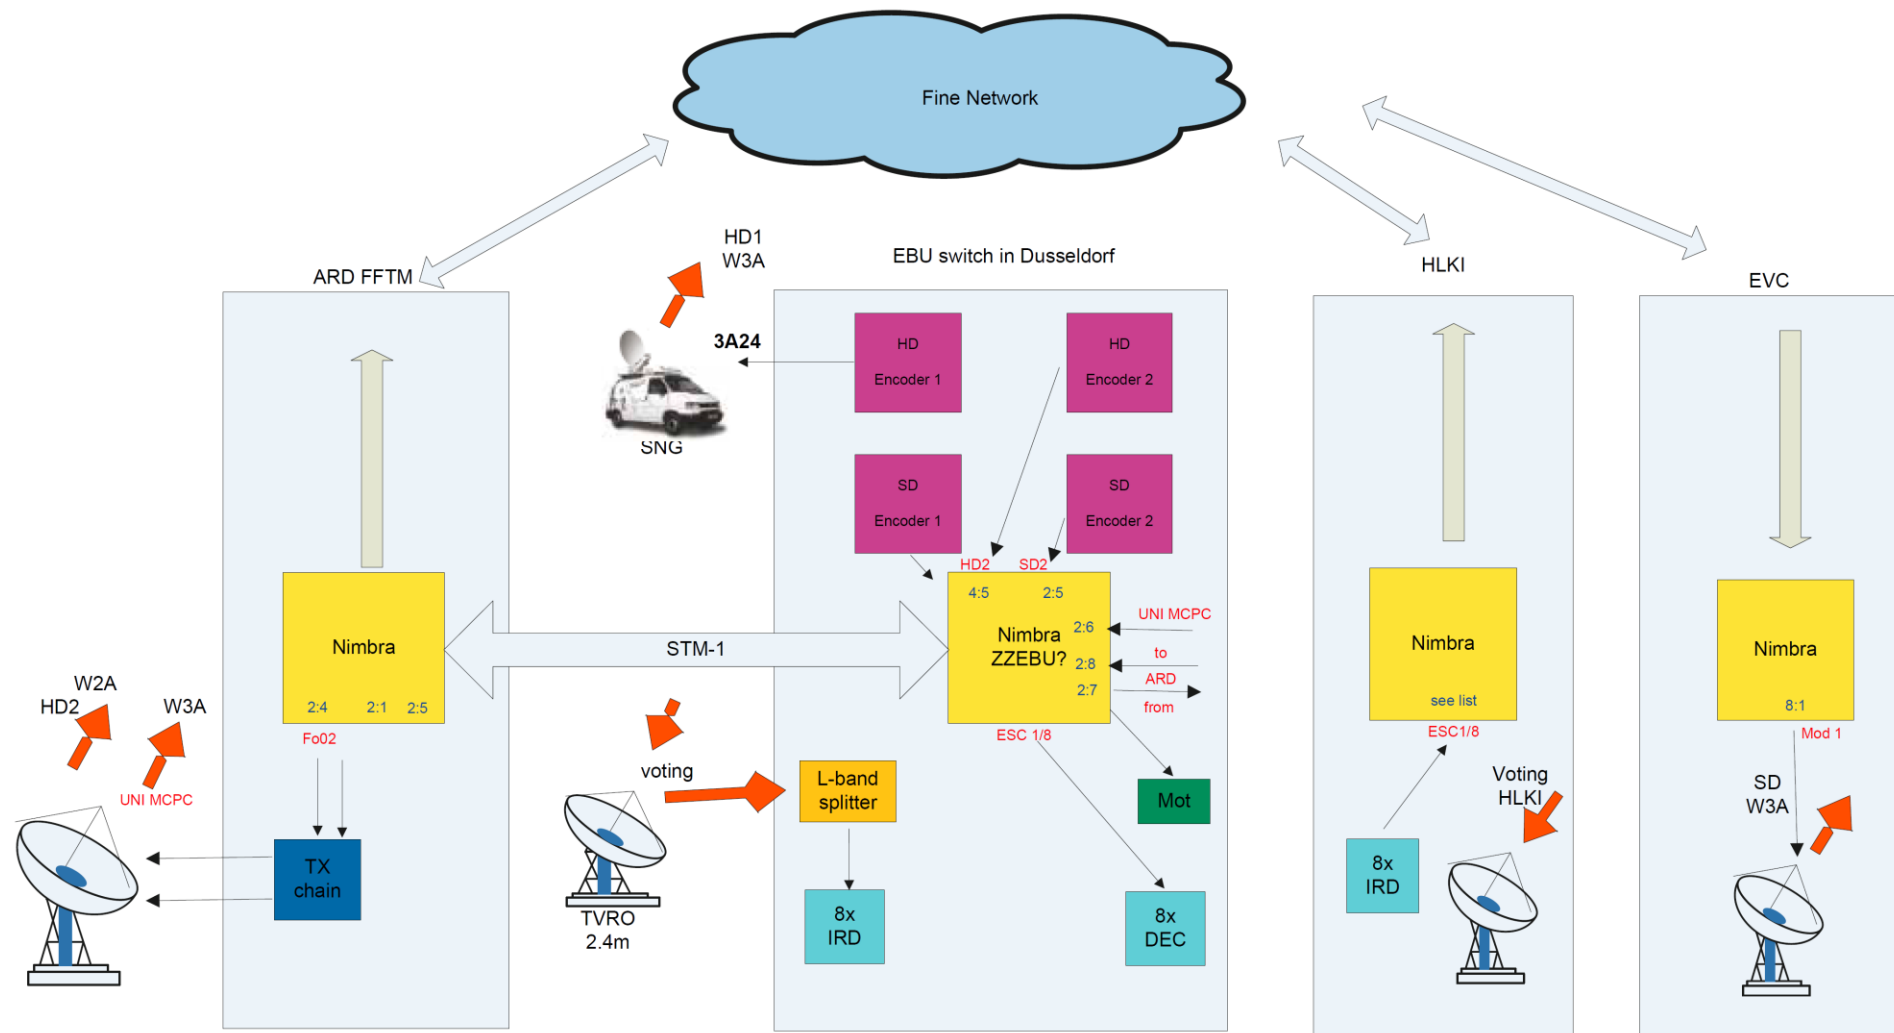 Fine Network
HD1
W3A
EBU switch in Dusseldorf
ARD FFTM
HLKI
EVC
3A24
HD
Encoder 1
HD
Encoder 2
SNG
SD
Encoder 1
SD
Encoder 2
HD2
SD2
4:5
2:5
Nimbra
ZZEBU?
2:6
2:8
2:7
UNI MCPC
to
ARD
from
ESC 1/8
STM-1
Nimbra
2:4
2:1
2:5
Fo02
W2A
HD2
W3A
UNI MCPC
TX
chain
voting
L-band
splitter
Mot
TVRO
2.4m
8x
IRD
8x
DEC
Nimbra
see list
ESC1/8
Voting
HLKI
8x
IRD
Nimbra
8:1
Mod 1
SD
W3A